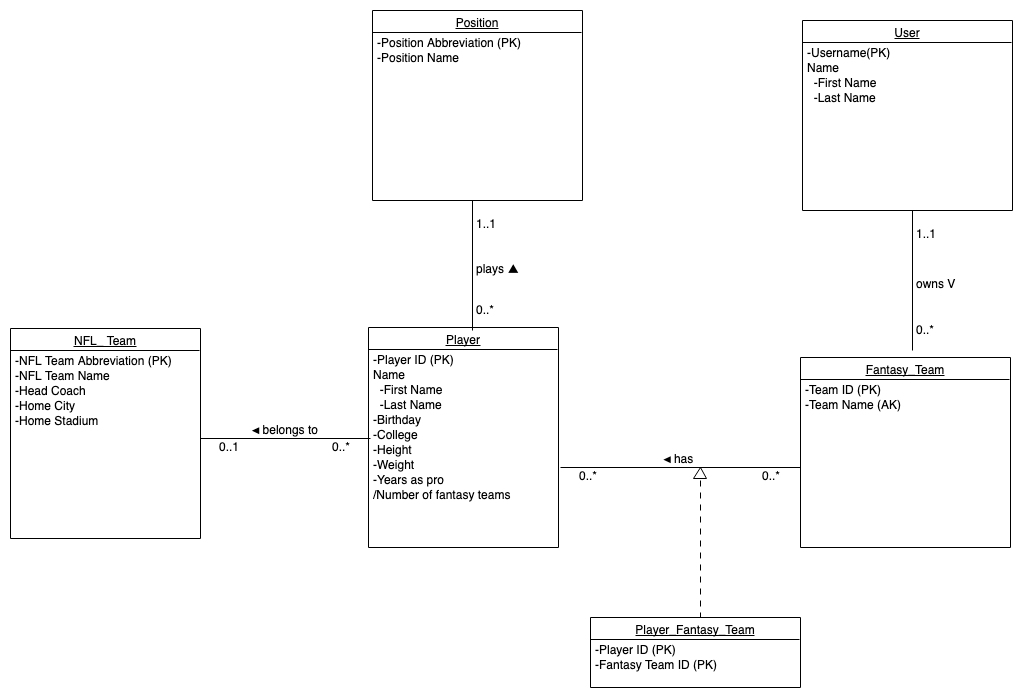 Position
-Position Abbreviation (PK)
-Position Name
User
-Username(PK)
Name
-First Name
-Last Name
1..1
plays ▲
0..*
1..1
owns V
0..*
NFL_ Team
-NFL Team Abbreviation (PK)
-NFL Team Name
-Head Coach
-Home City
-Home Stadium
◄ belongs to
0..1
0..*
Player
-Player ID (PK)
Name
-First Name
-Last Name
-Birthday
-College
-Height
-Weight
-Years as pro
/Number of fantasy teams
◄ has
0..*
0..*
Fantasy_Team
-Team ID (PK)
-Team Name (AK)
Player_Fantasy_Team
-Player ID (PK)
-Fantasy Team ID (PK)